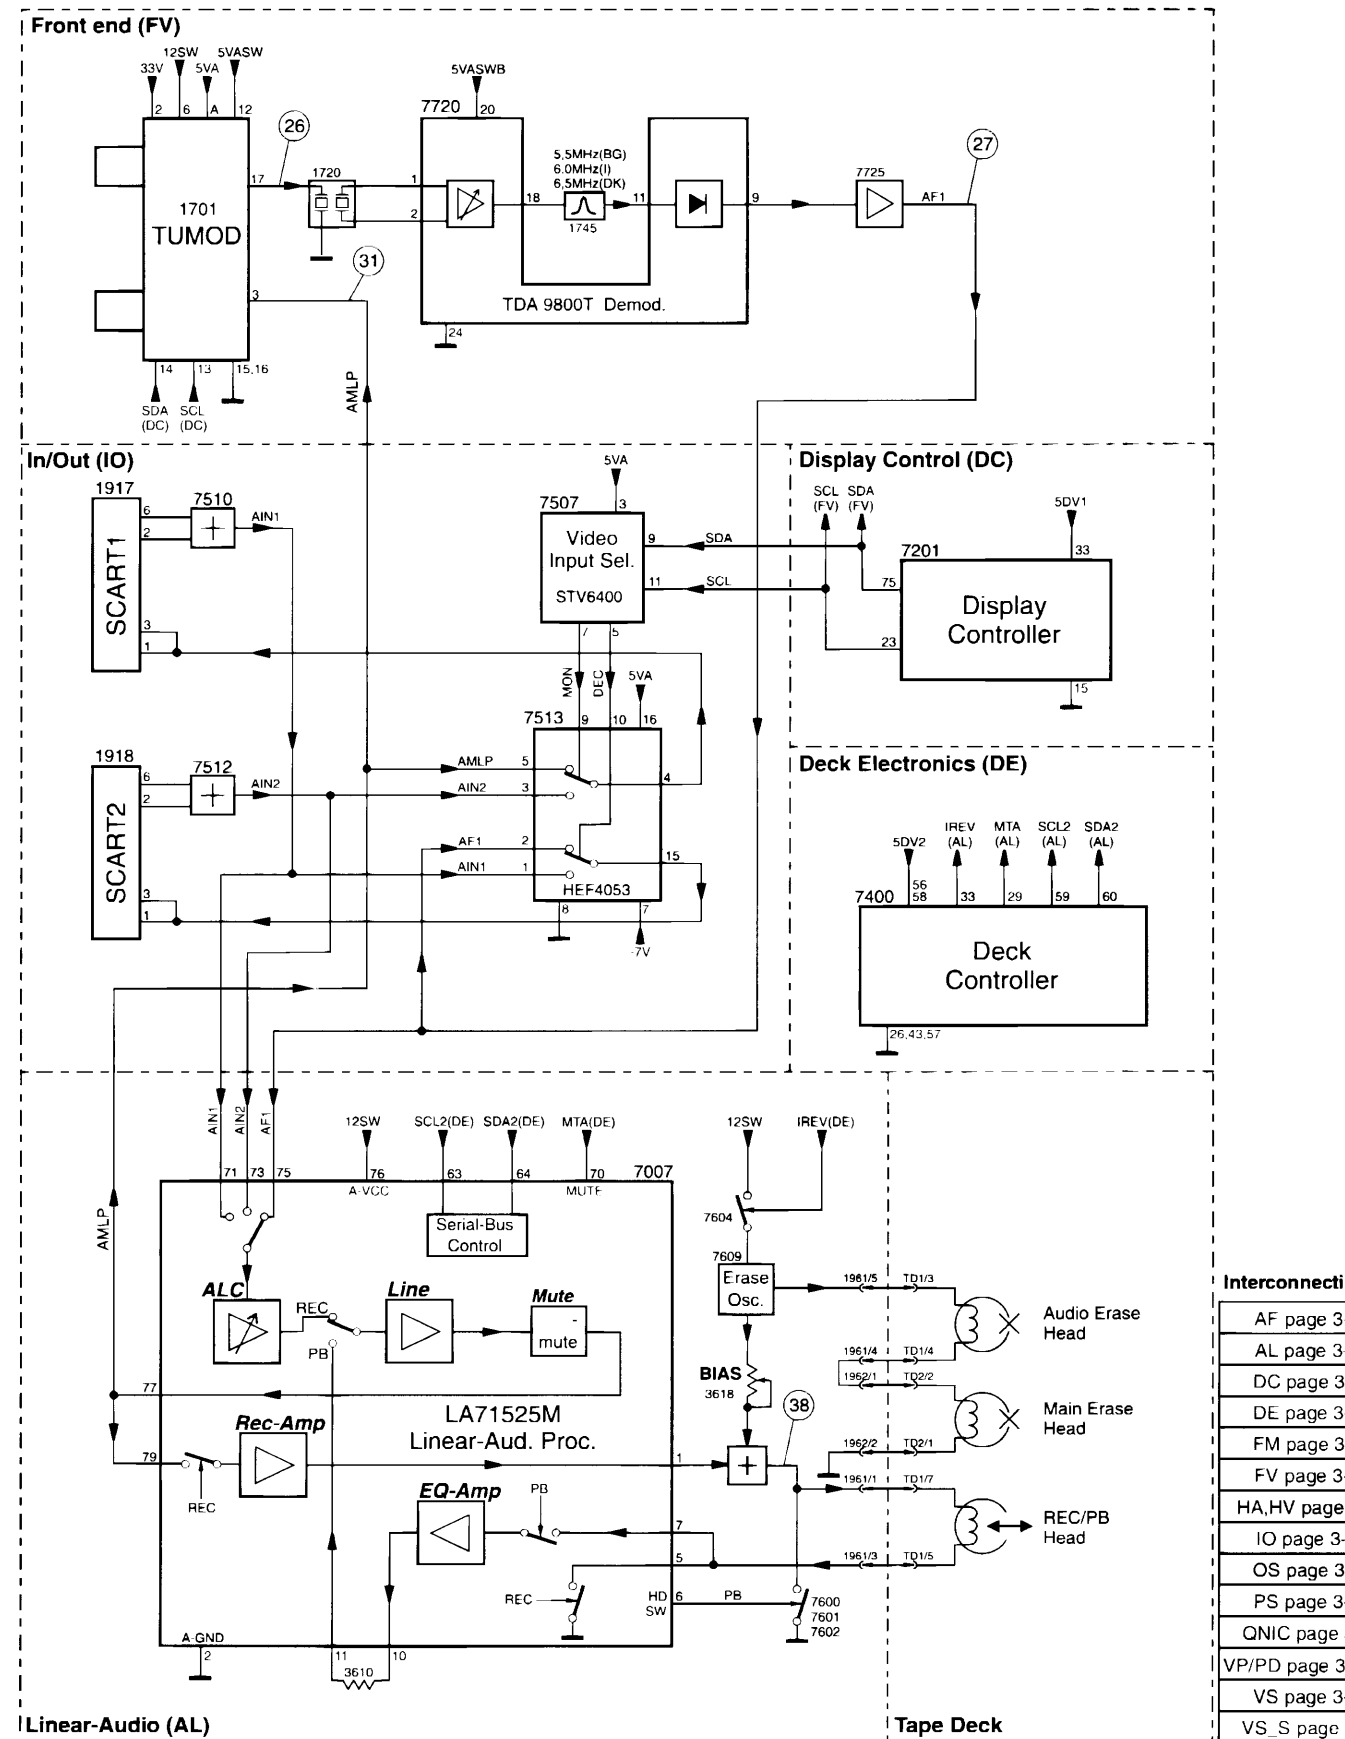 Front end (FV)
12SW 5VASW
33V 5VA
5VASWB
2 6 A 12
7720 20
26
27
5,5MHz(BG)
6.0MHz(I)
6,5MHz(DK)
17
1720
1
18
11
9
7725
AF1
1701
TUMOD
2
1745
31
3
TDA 9800T Demod.
24
14 13 15,16
SDA SCL
(DC) (DC)
AMLP
In/Out (IO)
Display Control (DC)
5VA
1917
7510
7507 3
SCL SDA
(FV) (FV)
5DV1
6
2
AIN1
Video
Input Sel.
STV6400
9 SDA
11 SCL
7201 33
75
23
Display
Controller
15
SCART1
3
1
7 5
MON DEC
5VA
7513 9 10 16
Deck Electronics (DE)
1918
7512
AMLP 5
4
6
2
AIN2
AIN2 3
IREV MTA SCL2 SDA2
(AL) (AL) (AL) (AL)
5DV2
SCART2
AF1 2
15
AIN1 1
HEF4053
56
58
7400 33 29 59 60
3
1
8 7
-7V
Deck
Controller
26,43,57
AIN1 AIN2 AF1
12SW SCL2(DE) SDA2(DE) MTA(DE)
12SW IREV(DE)
71 73 75 76 63 64 70 7007
A-VCC MUTE
AMLP
Serial-Bus
Control
7604
7609
Erase
Osc.
1961/5 TD1/3
Interconnecti
ALC
REC
PB
Line
Mute
-
mute
Audio Erase
Head
AF page 3-
1961/4 TD1/4
AL page 3-
BIAS
3618
1962/1 TD2/2
DC page 3
77
38
Main Erase
Head
DE page 3-
Rec-Amp
LA71525M
Linear-Aud. Proc.
1962/2 TD2/1
FM page 3
79
1
1961/1 TD1/7
FV page 3-
REC
EQ-Amp
PB
HA,HV page
7
REC/PB
Head
IO page 3-
5
1961/3 TD1/5
OS page 3
REC
HD
SW
6 PB
7600
7601
7602
PS page 3-
A-GND
2
11 10
3610
QNIC page
VP/PD page 3
VS page 3-
VS_S page
Linear-Audio (AL)
Tape Deck